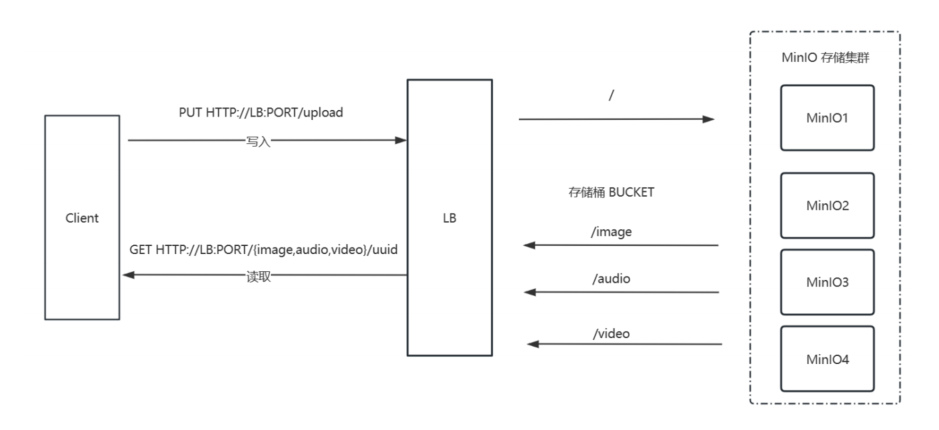 MinIO 存储集群
/
PUT HTTP://LB:PORT/upload
MinIO1
写入
存储桶 BUCKET
MinIO2
Client
LB
/image
GET HTTP://LB:PORT/{image,audio,video}/uuid
读取
/audio
MinIO3
/video
MinIO4